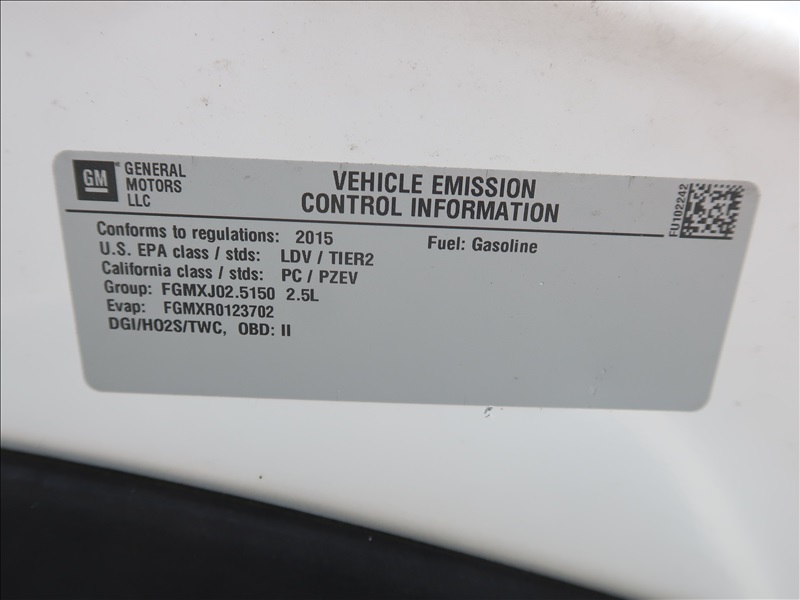 GM
GENERAL
MOTORS
LLC
VEHICLE EMISSION
CONTROL INFORMATION
FU102242
Conforms to regulations: 2015
Fuel: Gasoline
U.S. EPA class / stds: LDV / TIER2
California class / stds: PC / PZEV
Group: FGMXJ02.5150 2.5L
Evap: FGMXR0123702
DGI/HO2S/TWC, OBD: II